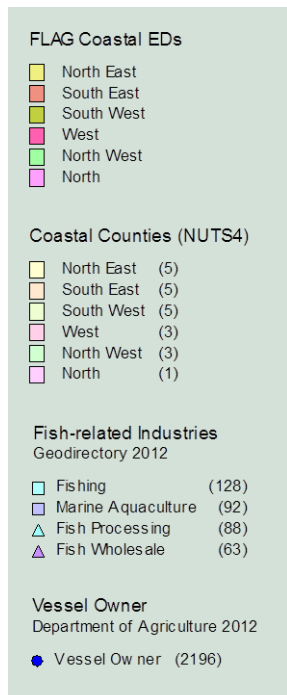 FLAG Coastal EDs
North East
South East
South West
West
North West
North
Coastal Counties (NUTS4)
North East (5)
South East (5)
South West (5)
West (3)
North West (3)
North (1)
Fish-related Industries
Geodirectory 2012
Fishing (128)
Marine Aquaculture (92)
Fish Processing (88)
Fish Wholesale (63)
Vessel Owner
Department of Agriculture 2012
Vessel Owner (2196)